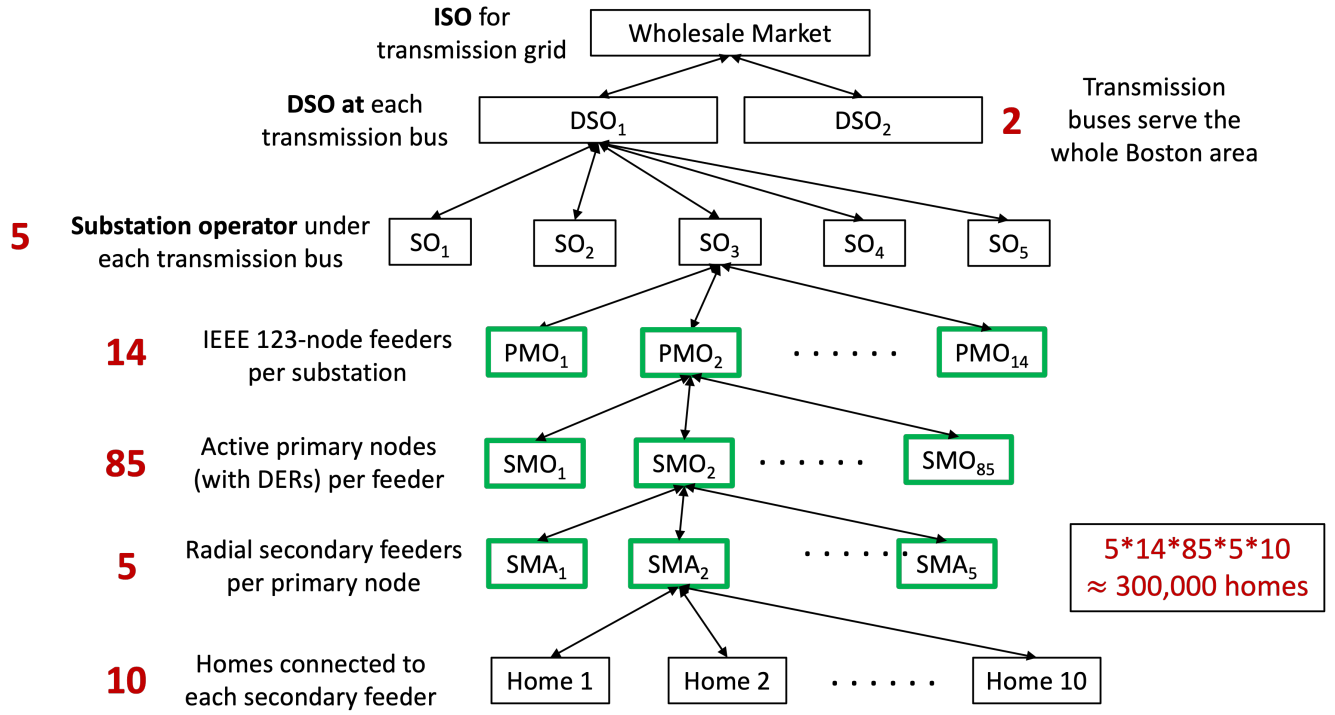 ISO for
transmission grid
Wholesale Market
DSO at each
transmission bus
DSO₁
DSO₂
2
Transmission
buses serve the
whole Boston area
5
Substation operator under
each transmission bus
SO₁
SO₂
SO₃
SO₄
SO₅
14
IEEE 123-node feeders
per substation
PMO₁
PMO₂
. . . . . .
PMO₁₄
85
Active primary nodes
(with DERs) per feeder
SMO₁
SMO₂
. . . . . .
SMO₈₅
5
Radial secondary feeders
per primary node
SMA₁
SMA₂
. . . . . .
SMA₅
5*14*85*5*10
≈ 300,000 homes
10
Homes connected to
each secondary feeder
Home 1
Home 2
. . . . . .
Home 10